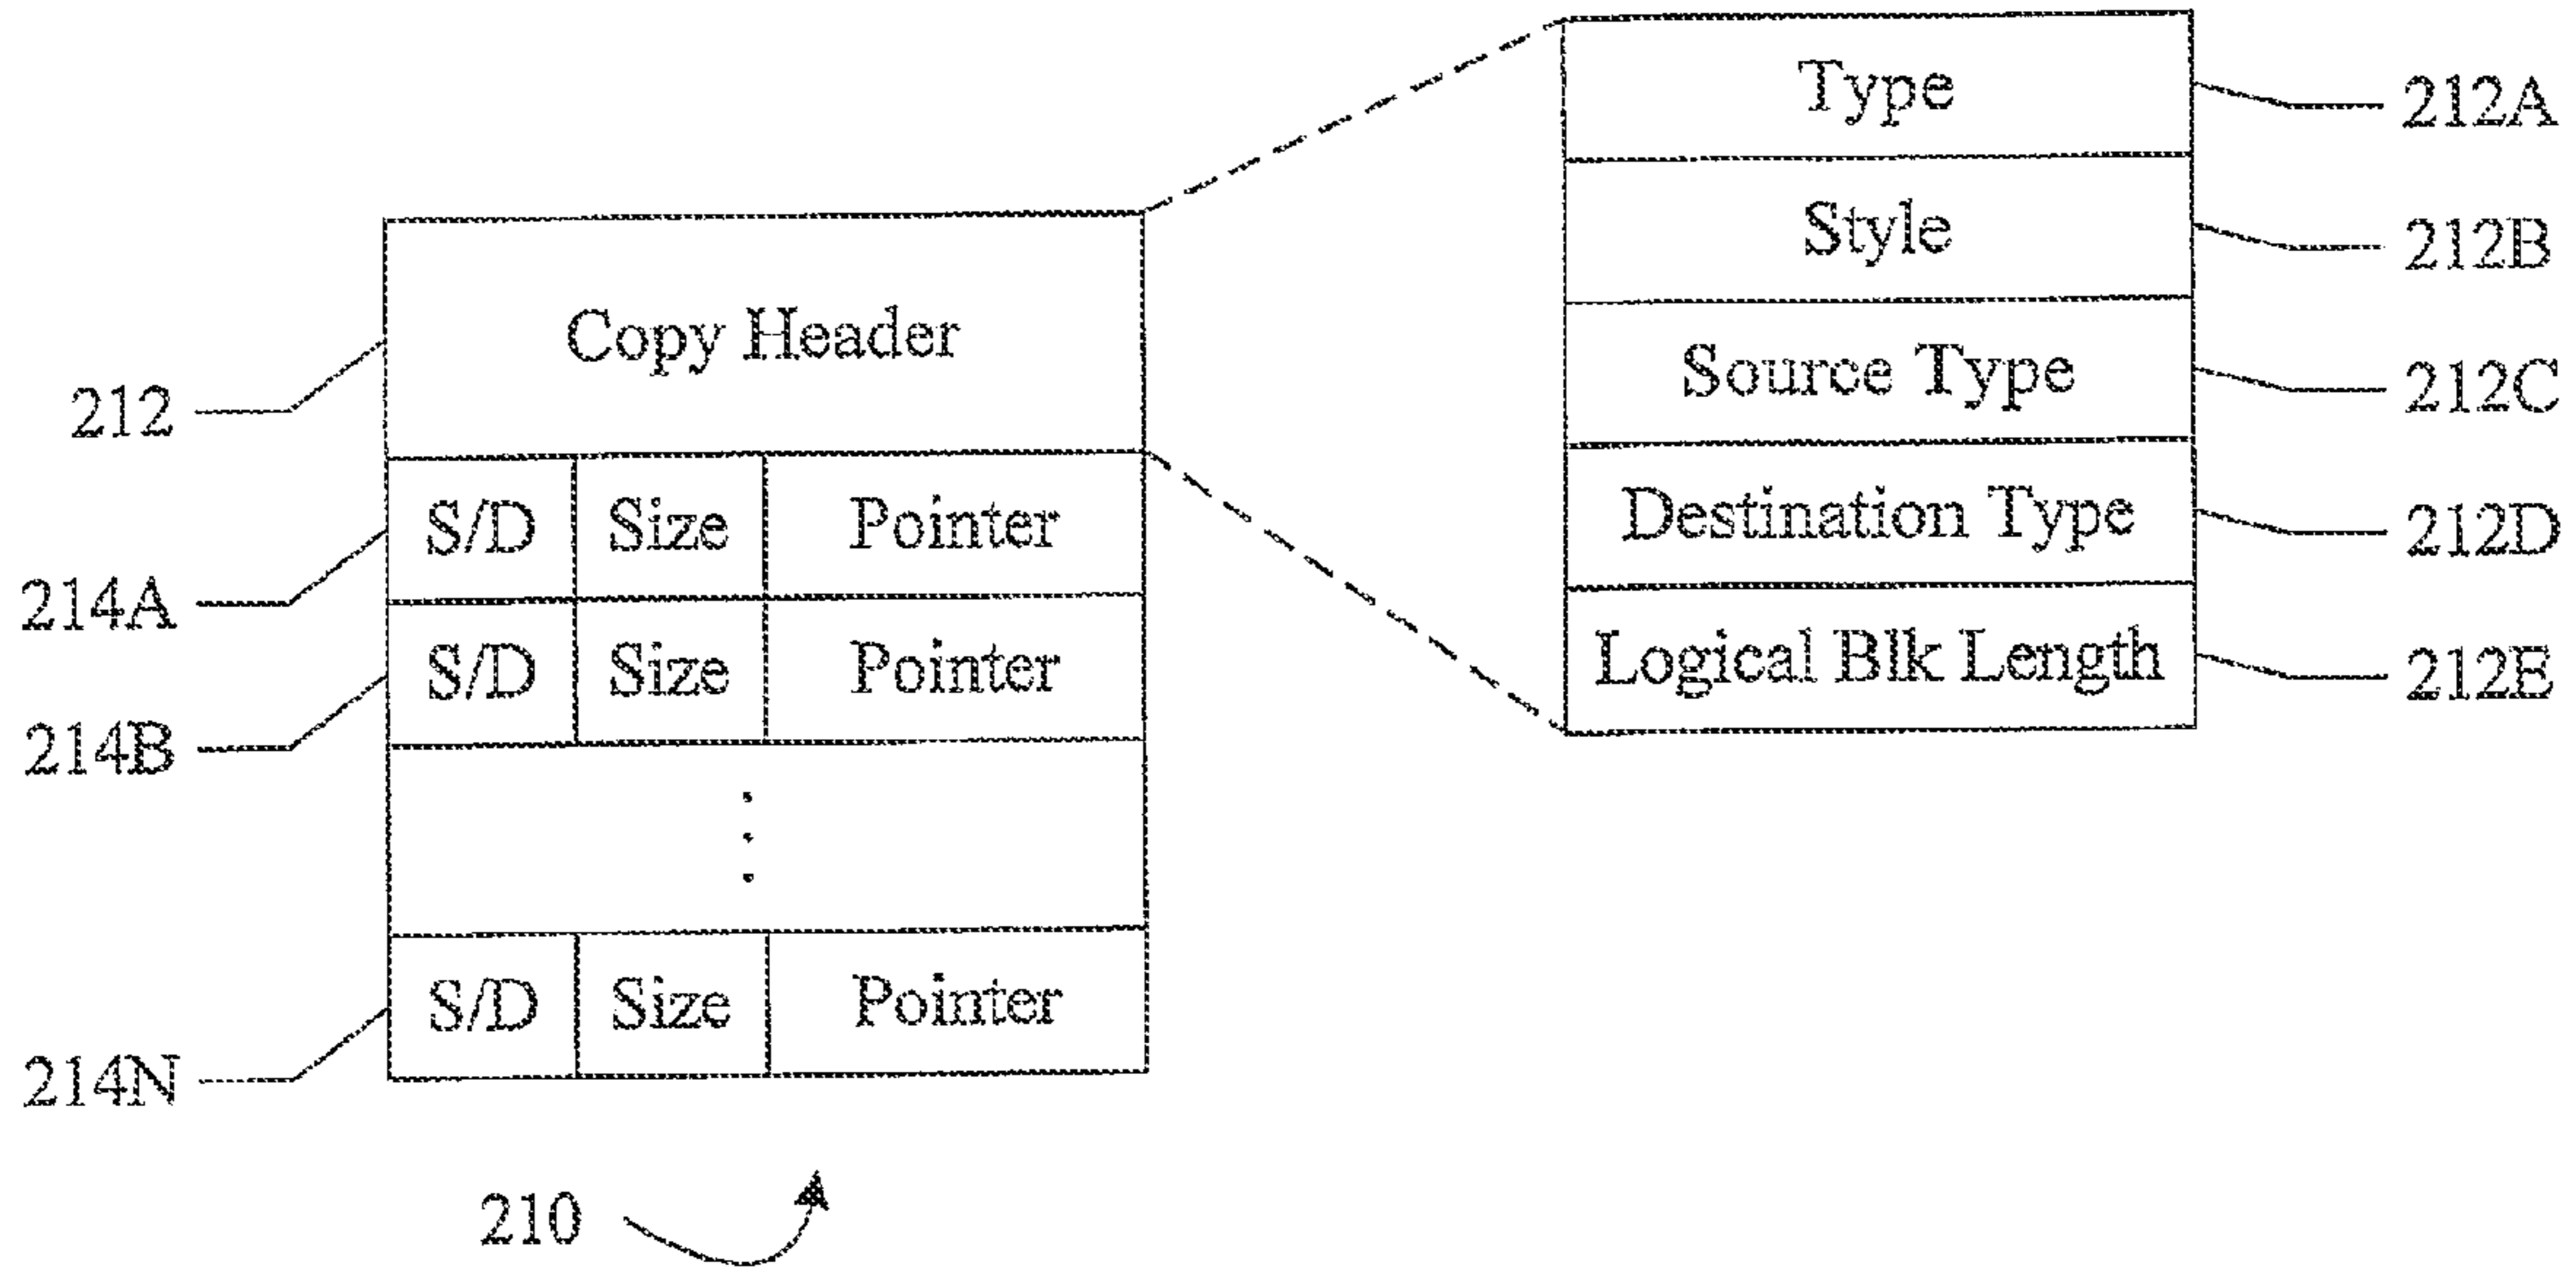 Type 212A
Style 212B
Source Type 212C
Destination Type 212D
Logical Blk Length 212E
Copy Header
212
S/D Size Pointer
214A
S/D Size Pointer
214B
S/D Size Pointer
214N
210